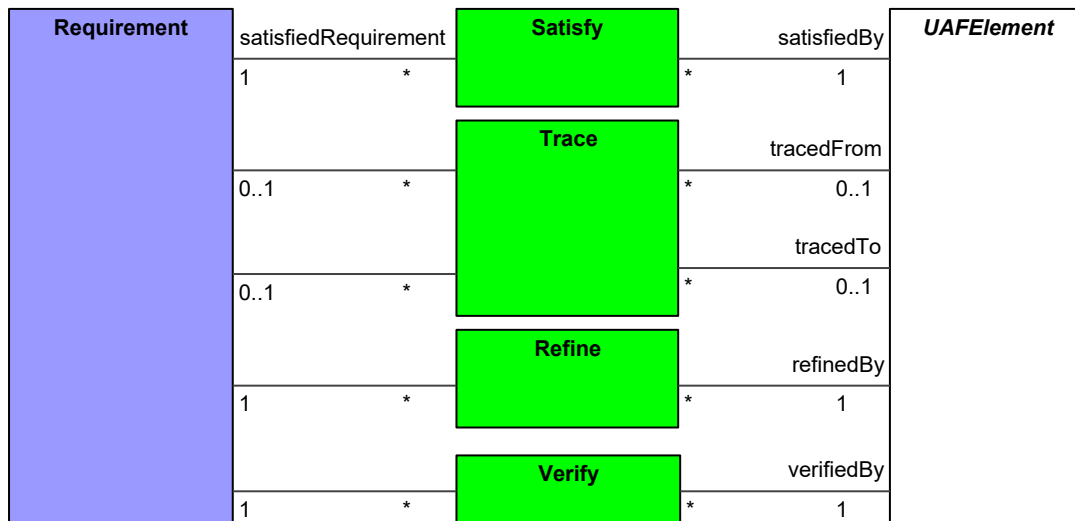 Requirement
Satisfy
UAFElement
satisfiedRequirement
satisfiedBy
1 * * 1
Trace
tracedFrom
0..1 * * 0..1
tracedTo
0..1 * * 0..1
Refine
refinedBy
1 * * 1
Verify
verifiedBy
1 * * 1